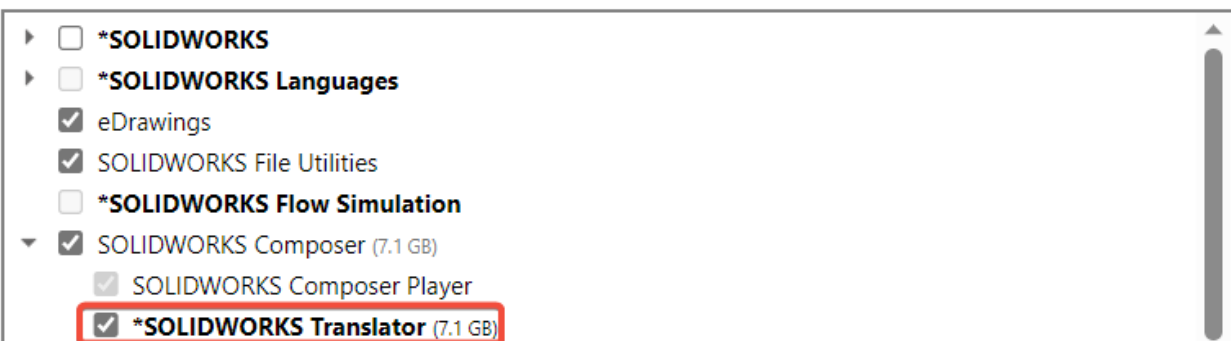 *SOLIDWORKS
*SOLIDWORKS Languages
eDrawings
SOLIDWORKS File Utilities
*SOLIDWORKS Flow Simulation
SOLIDWORKS Composer (7.1 GB)
SOLIDWORKS Composer Player
*SOLIDWORKS Translator (7.1 GB)